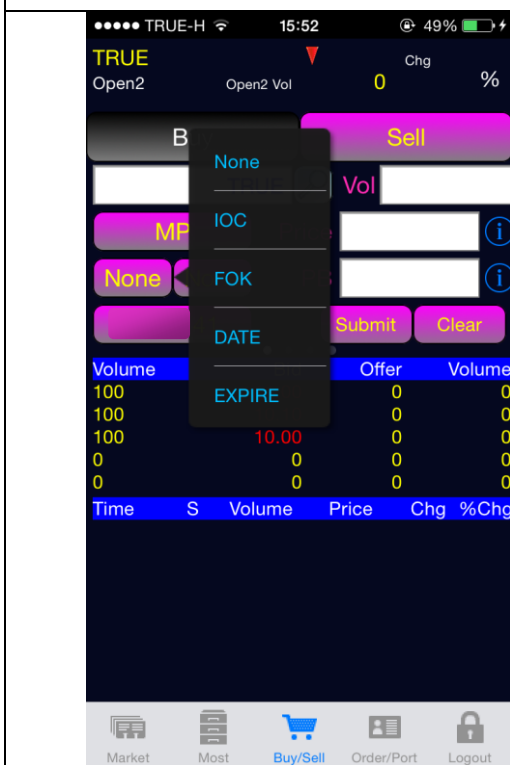 TRUE-H 15:52 49%
TRUE Chg
Open2 Open2 Vol 0 %
Sell
None
Vol
IOC
MP
None FOK
DATE Submit Clear
EXPIRE
Volume Offer Volume
100 0 0
100 0 0
100 10.00 0 0
0 0 0 0
0 0 0 0
Time S Volume Price Chg %Chg
Market Most Buy/Sell Order/Port Logout